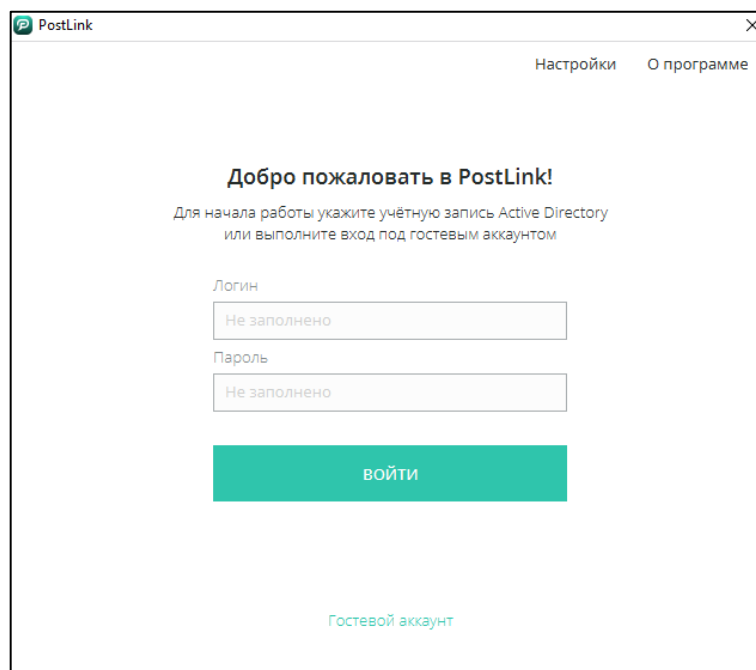 PostLink
Настройки О программе
Добро пожаловать в PostLink!
Для начала работы укажите учётную запись Active Directory
или выполните вход под гостевым аккаунтом
Логин
Не заполнено
Пароль
Не заполнено
ВОЙТИ
Гостевой аккаунт